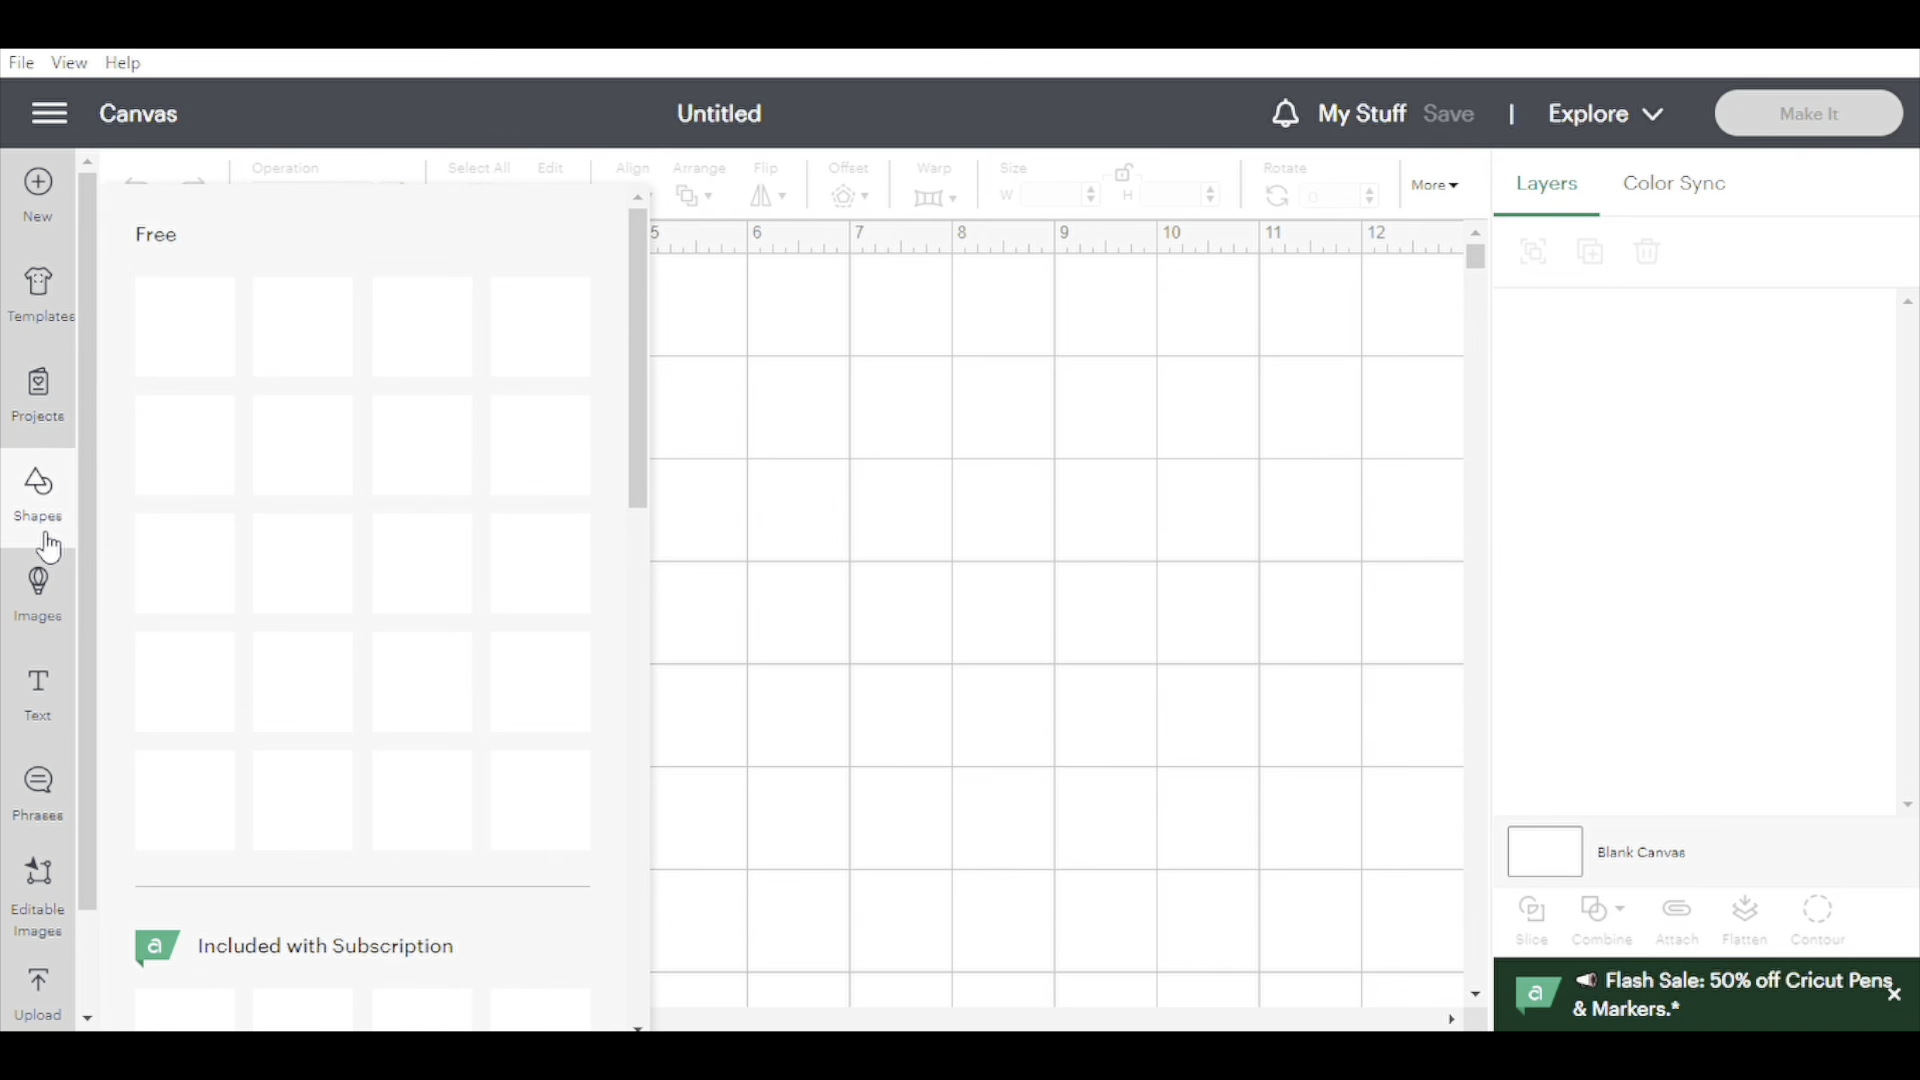 File View Help
Canvas
Untitled
My Stuff Save | Explore
Make It
Operation
Select All Edit
Align Arrange Flip
Offset
Warp
Size
W
H
Rotate
0
More
Layers Color Sync
New
Templates
Projects
Shapes
Images
Text
Phrases
Editable
Images
Upload
Free
5 6 7 8 9 10 11 12
a Included with Subscription
Blank Canvas
Slice Combine Attach Flatten Contour
a Flash Sale: 50% off Cricut Pens
& Markers.*